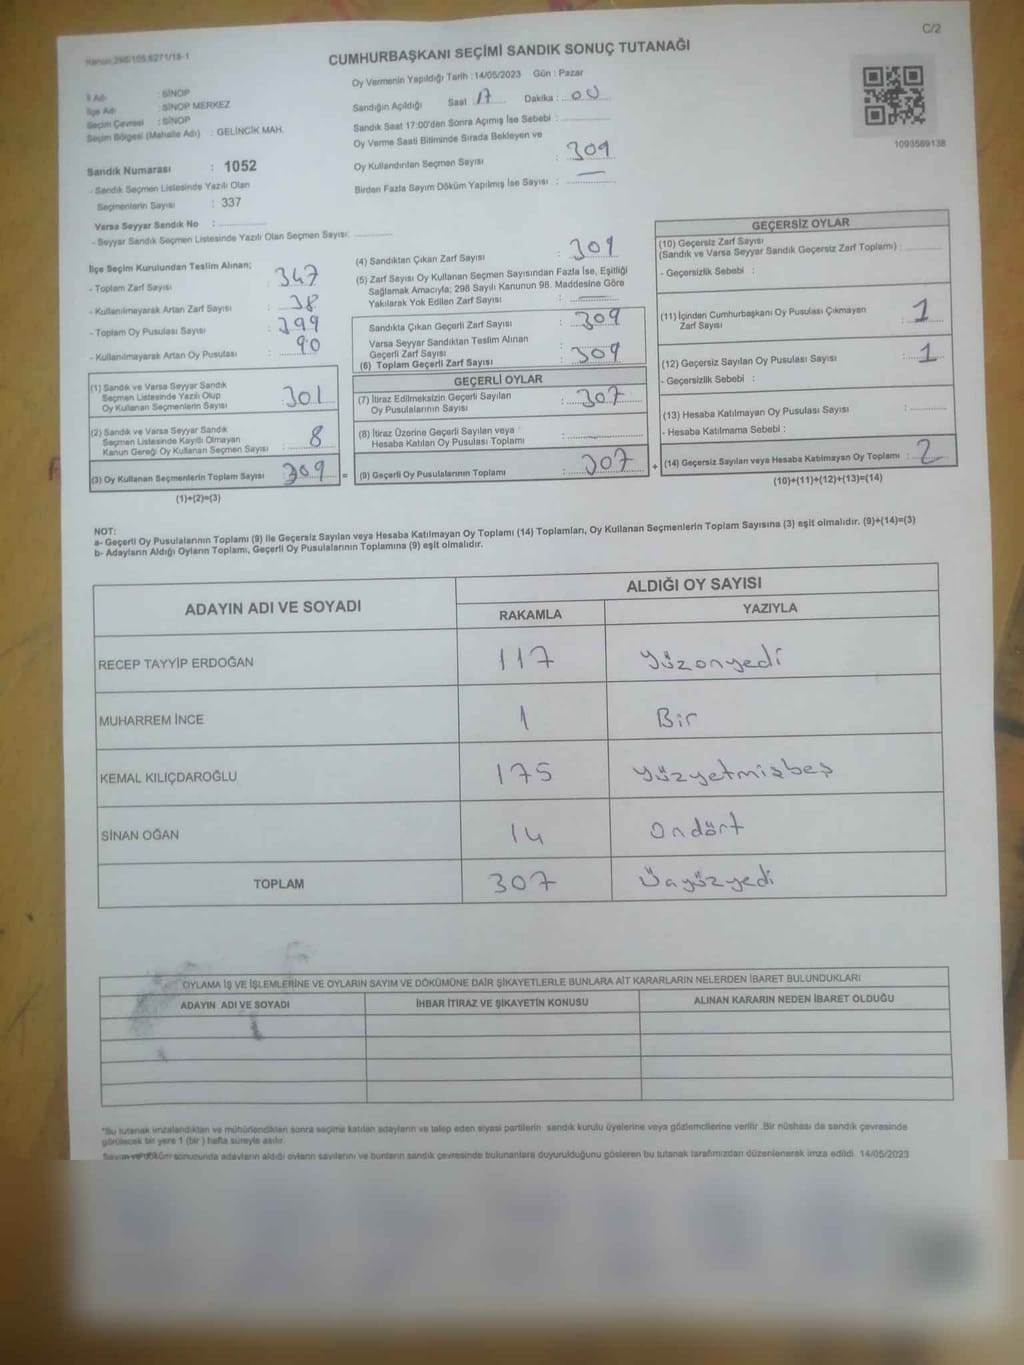 C/2
Kanun:298/105.6271/18-1
CUMHURBAŞKANI SEÇİMİ SANDIK SONUÇ TUTANAĞI
İl Adı : SİNOP
İlçe Adı : SİNOP MERKEZ
Seçim Çevresi : SİNOP
Seçim Bölgesi (Mahalle Adı) : GELİNCİK MAH.
Sandık Numarası : 1052
- Sandık Seçmen Listesinde Yazılı Olan
Seçmenlerin Sayısı : 337
Varsa Seyyar Sandık No :
- Seyyar Sandık Seçmen Listesinde Yazılı Olan Seçmen Sayısı:
Oy Vermenin Yapıldığı Tarih : 14/05/2023 Gün : Pazar
Sandığın Açıldığı Saat 17 Dakika : 00
Sandık Saat 17:00'den Sonra Açımış İse Sebebi :
Oy Verme Saati Bitiminde Sırada Bekleyen ve
Oy Kullandırılan Seçmen Sayısı : 309
Birden Fazla Sayım Döküm Yapılmış İse Sayısı : —
1093569138
İlçe Seçim Kurulundan Teslim Alınan;
- Toplam Zarf Sayısı : 347
- Kullanılmayarak Artan Zarf Sayısı : 38
- Toplam Oy Pusulası Sayısı : 399
- Kullanılmayarak Artan Oy Pusulası : 90
(1) Sandık ve Varsa Seyyar Sandık
Seçmen Listesinde Yazılı Olup
Oy Kullanan Seçmenlerin Sayısı : 301
(2) Sandık ve Varsa Seyyar Sandık
Seçmen Listesinde Kayıtlı Olmayan
Kanun Gereği Oy Kullanan Seçmen Sayısı : 8
(3) Oy Kullanan Seçmenlerin Toplam Sayısı : 309 =
(1)+(2)=(3)
(4) Sandıktan Çıkan Zarf Sayısı : 309
(5) Zarf Sayısı Oy Kullanan Seçmen Sayısından Fazla İse, Eşitliği
Sağlamak Amacıyla; 298 Sayılı Kanunun 98. Maddesine Göre
Yakılarak Yok Edilen Zarf Sayısı : —
Sandıkta Çıkan Geçerli Zarf Sayısı : 309
Varsa Seyyar Sandıktan Teslim Alınan
Geçerli Zarf Sayısı :
(6) Toplam Geçerli Zarf Sayısı : 309
GEÇERLİ OYLAR
(7) İtiraz Edilmeksizin Geçerli Sayılan
Oy Pusulalarının Sayısı : 307
(8) İtiraz Üzerine Geçerli Sayılan veya
Hesaba Katılan Oy Pusulası Toplamı :
(9) Geçerli Oy Pusulalarının Toplamı : 307 +
GEÇERSİZ OYLAR
(10) Geçersiz Zarf Sayısı
(Sandık ve Varsa Seyyar Sandık Geçersiz Zarf Toplamı) :
- Geçersizlik Sebebi :
(11) İçinden Cumhurbaşkanı Oy Pusulası Çıkmayan
Zarf Sayısı : 1
(12) Geçersiz Sayılan Oy Pusulası Sayısı : 1
- Geçersizlik Sebebi :
(13) Hesaba Katılmayan Oy Pusulası Sayısı :
- Hesaba Katılmama Sebebi :
(14) Geçersiz Sayılan veya Hesaba Katılmayan Oy Toplamı : 2
(10)+(11)+(12)+(13)=(14)
NOT:
a- Geçerli Oy Pusulalarının Toplamı (9) ile Geçersiz Sayılan veya Hesaba Katılmayan Oy Toplamı (14) Toplamları, Oy Kullanan Seçmenlerin Toplam Sayısına (3) eşit olmalıdır. (9)+(14)=(3)
b- Adayların Aldığı Oyların Toplamı, Geçerli Oy Pusulalarının Toplamına (9) eşit olmalıdır.
ADAYIN ADI VE SOYADI ALDIĞI OY SAYISI
RAKAMLA YAZIYLA
RECEP TAYYİP ERDOĞAN 117 Yüzonyedi
MUHARREM İNCE 1 Bir
KEMAL KILIÇDAROĞLU 175 yüzyetmişbeş
SİNAN OĞAN 14 Ondört
TOPLAM 307 Üçyüzyedi
OYLAMA İŞ VE İŞLEMLERİNE VE OYLARIN SAYIM VE DÖKÜMÜNE DAİR ŞİKAYETLERLE BUNLARA AİT KARARLARIN NELERDEN İBARET BULUNDUKLARI
ADAYIN ADI VE SOYADI İHBAR İTİRAZ VE ŞİKAYETİN KONUSU ALINAN KARARIN NEDEN İBARET OLDUĞU
*Bu tutanak imzalandıktan ve mühürlendikten sonra seçime katılan adayların ve talep eden siyasi partilerin sandık kurulu üyelerine veya gözlemcilerine verilir. Bir nüshası da sandık çevresinde
görülecek bir yere 1 (bir) hafta süreyle asılır.
Sayım ve döküm sonucunda adayların aldığı oyların sayılarını ve bunların sandık çevresinde bulunanlara duyurulduğunu gösteren bu tutanak tarafımızdan düzenlenerek imza edildi. 14/05/2023